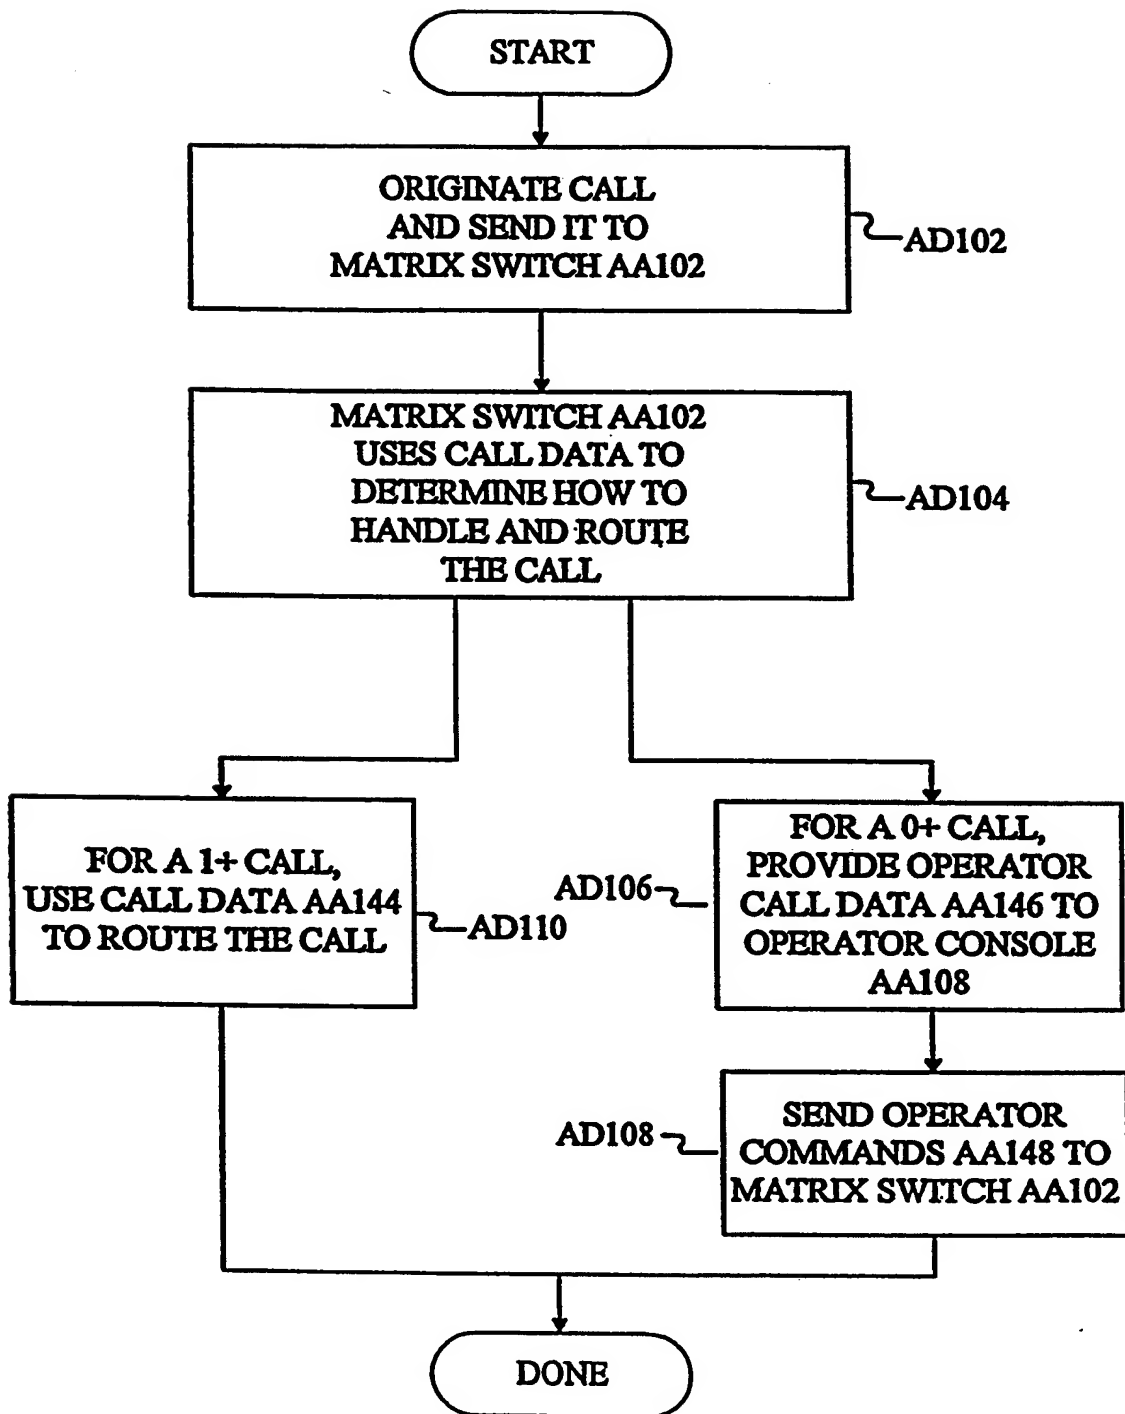 START
ORIGINATE CALL
AND SEND IT TO
MATRIX SWITCH AA102
AD102
MATRIX SWITCH AA102
USES CALL DATA TO
DETERMINE HOW TO
HANDLE AND ROUTE
THE CALL
AD104
FOR A 1+ CALL,
USE CALL DATA AA144
TO ROUTE THE CALL
AD110
FOR A 0+ CALL,
PROVIDE OPERATOR
CALL DATA AA146 TO
OPERATOR CONSOLE
AA108
AD106
SEND OPERATOR
COMMANDS AA148 TO
MATRIX SWITCH AA102
AD108
DONE